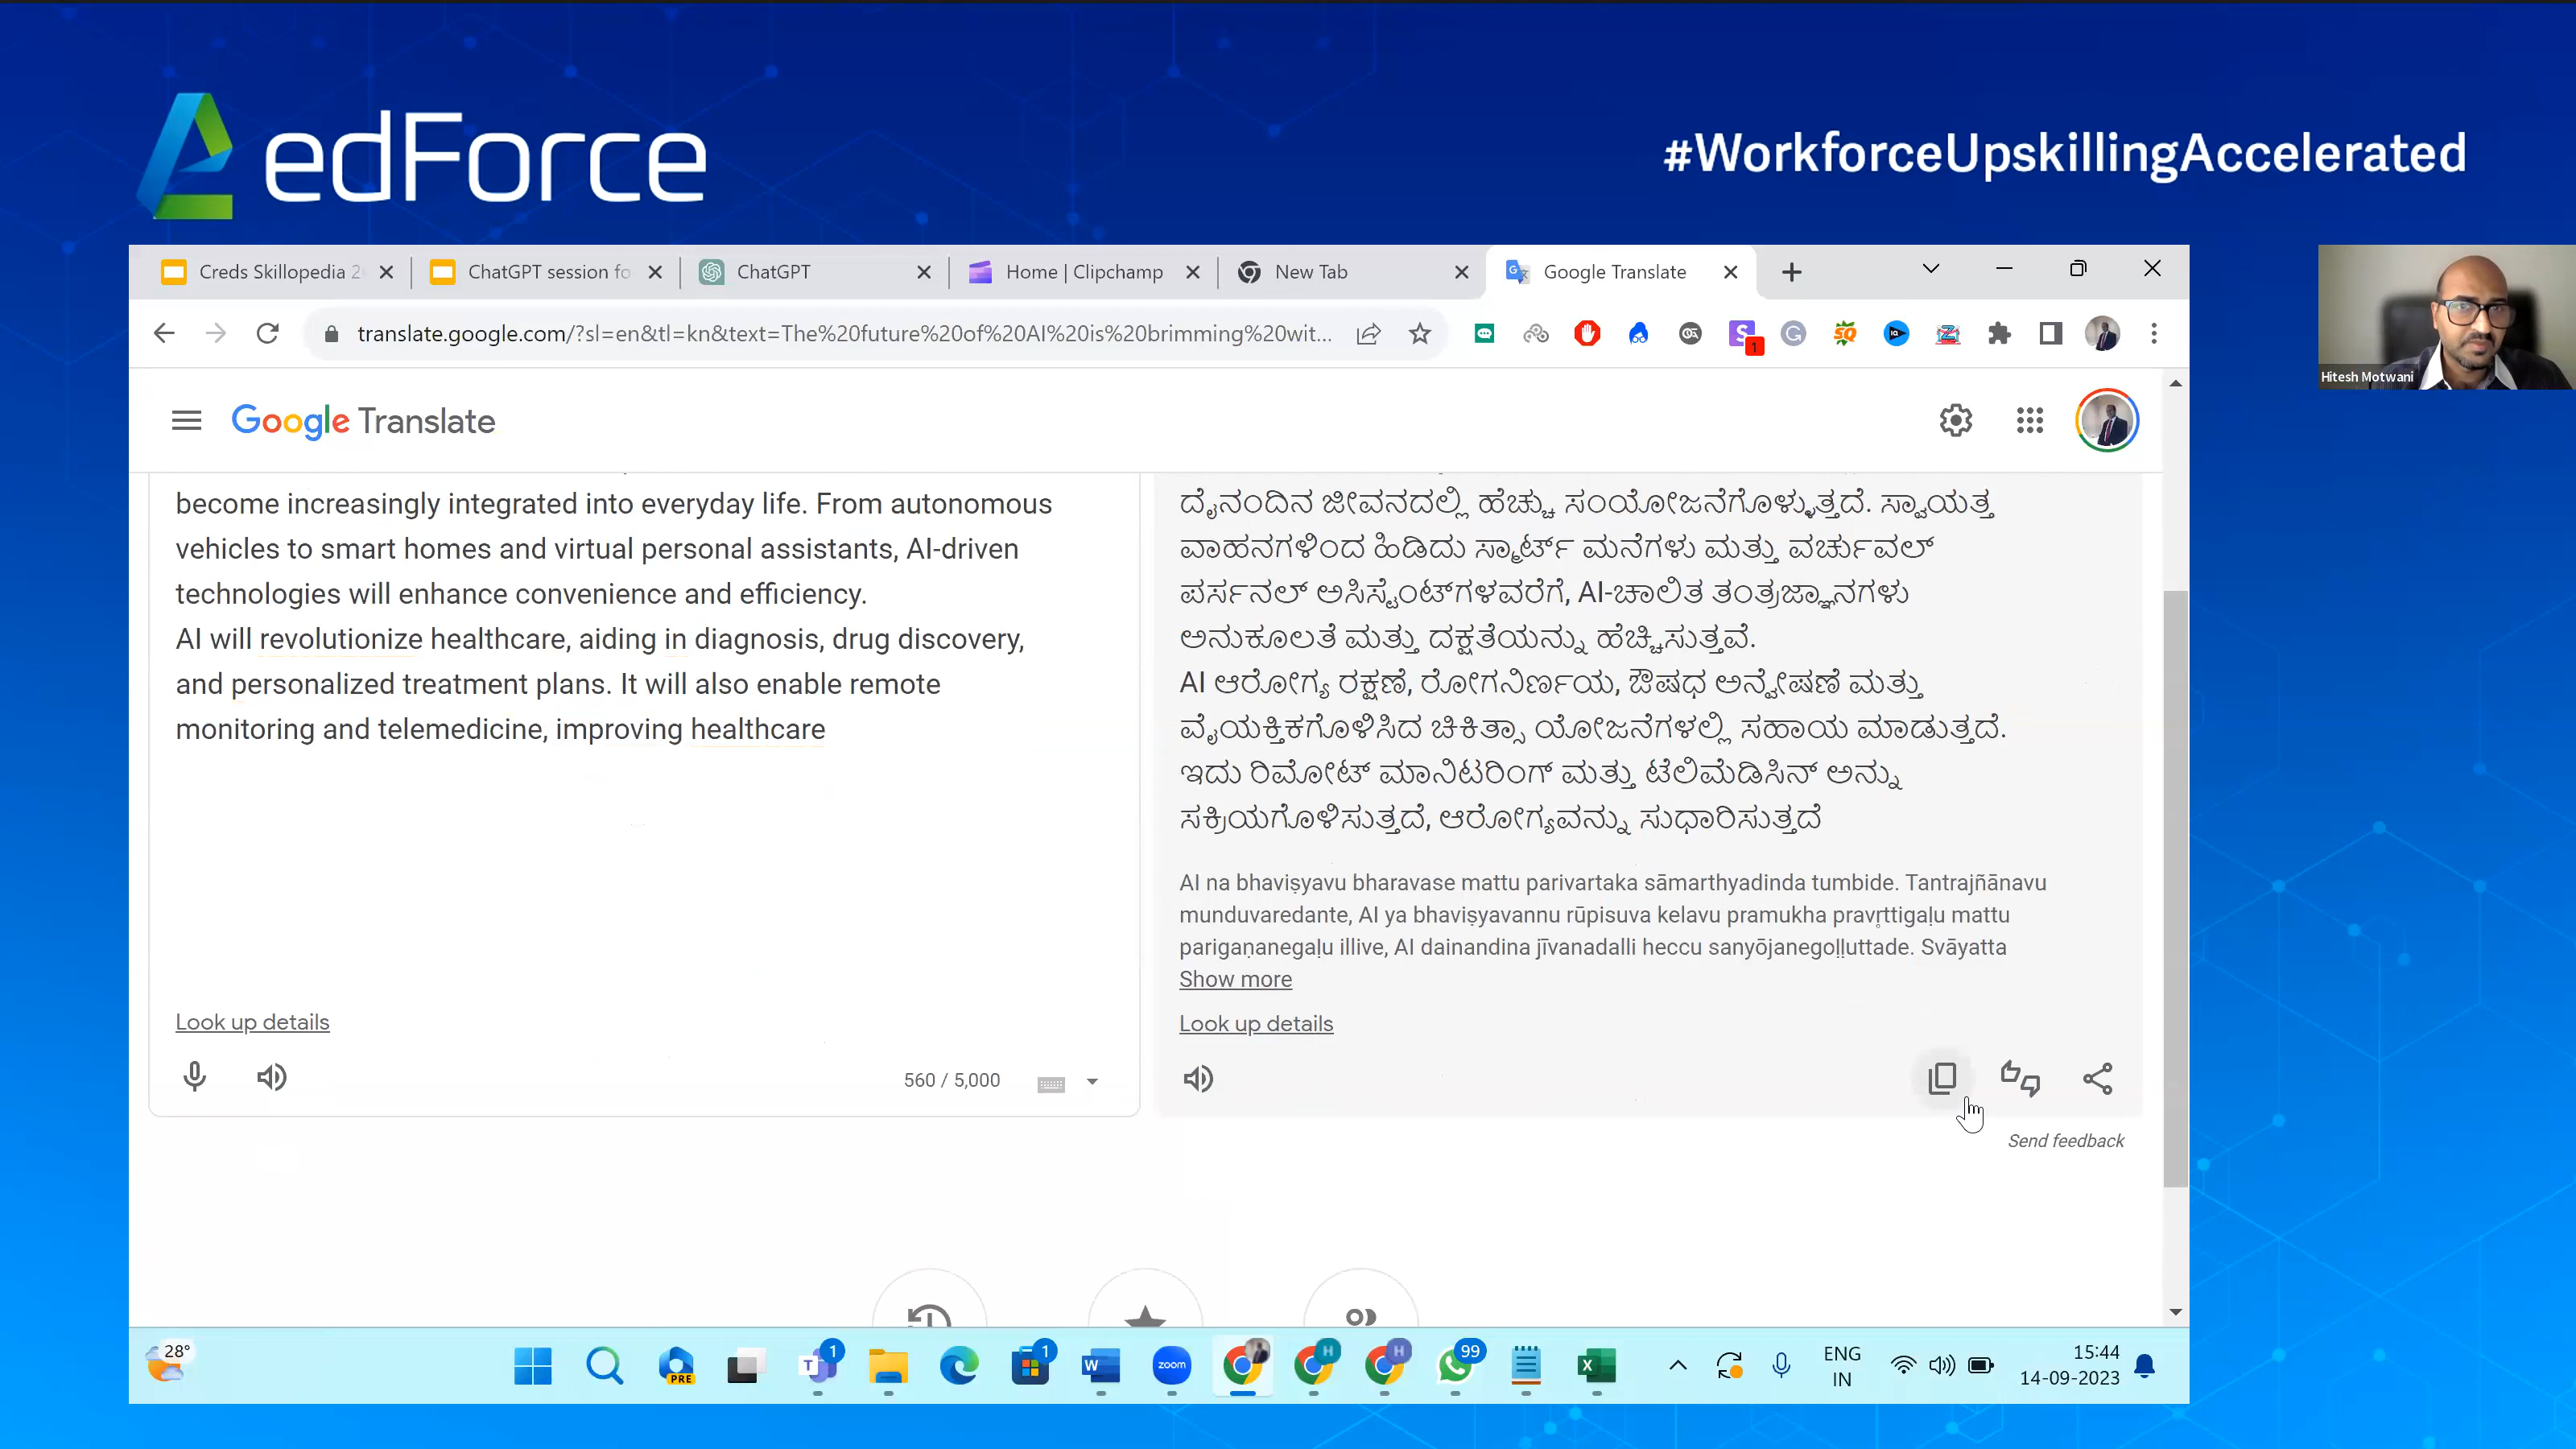 edForce
#WorkforceUpskillingAccelerated
Creds Skillopedia 2
ChatGPT session fo
ChatGPT
Home | Clipchamp
New Tab
Google Translate
translate.google.com/?sl=en&tl=kn&text=The%20future%20of%20AI%20is%20brimming%20wit...
1
Hitesh Motwani
Google Translate
become increasingly integrated into everyday life. From autonomous
vehicles to smart homes and virtual personal assistants, AI-driven
technologies will enhance convenience and efficiency.
AI will revolutionize healthcare, aiding in diagnosis, drug discovery,
and personalized treatment plans. It will also enable remote
monitoring and telemedicine, improving healthcare
Look up details
560 / 5,000
ದೈನಂದಿನ ಜೀವನದಲ್ಲಿ ಹೆಚ್ಚು ಸಂಯೋಜನೆಗೊಳ್ಳುತ್ತದೆ. ಸ್ವಾಯತ್ತ
ವಾಹನಗಳಿಂದ ಹಿಡಿದು ಸ್ಮಾರ್ಟ್ ಮನೆಗಳು ಮತ್ತು ವರ್ಚುವಲ್
ಪರ್ಸನಲ್ ಅಸಿಸ್ಟೆಂಟ್‌ಗಳವರೆಗೆ, AI-ಚಾಲಿತ ತಂತ್ರಜ್ಞಾನಗಳು
ಅನುಕೂಲತೆ ಮತ್ತು ದಕ್ಷತೆಯನ್ನು ಹೆಚ್ಚಿಸುತ್ತವೆ.
AI ಆರೋಗ್ಯ ರಕ್ಷಣೆ, ರೋಗನಿರ್ಣಯ, ಔಷಧ ಅನ್ವೇಷಣೆ ಮತ್ತು
ವೈಯಕ್ತಿಕಗೊಳಿಸಿದ ಚಿಕಿತ್ಸಾ ಯೋಜನೆಗಳಲ್ಲಿ ಸಹಾಯ ಮಾಡುತ್ತದೆ.
ಇದು ರಿಮೋಟ್ ಮಾನಿಟರಿಂಗ್ ಮತ್ತು ಟೆಲಿಮೆಡಿಸಿನ್ ಅನ್ನು
ಸಕ್ರಿಯಗೊಳಿಸುತ್ತದೆ, ಆರೋಗ್ಯವನ್ನು ಸುಧಾರಿಸುತ್ತದೆ
AI na bhaviṣyavu bharavase mattu parivartaka sāmarthyadinda tumbide. Tantrajñānavu
munduvaredante, AI ya bhaviṣyavannu rūpisuva kelavu pramukha pravr̥ttigaḷu mattu
parigaṇanegaḷu illive, AI dainandina jīvanadalli heccu sanyōjanegoḷḷuttade. Svāyatta
Show more
Look up details
Send feedback
28°
PRE
1
1
zoom
99
ENG
IN
15:44
14-09-2023